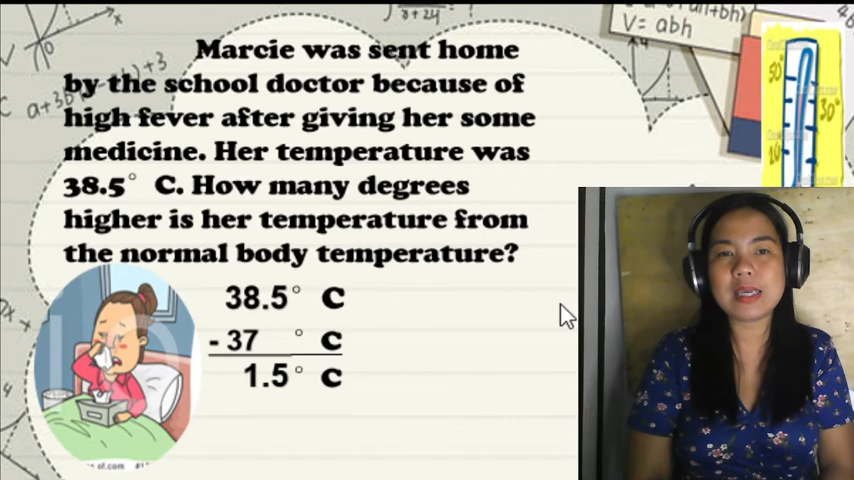 V = abh
Marcie was sent home
by the school doctor because of
high fever after giving her some
medicine. Her temperature was
38.5° C. How many degrees
higher is her temperature from
the normal body temperature?
38.5° C
- 37 ° C
1.5° C
50°
30°